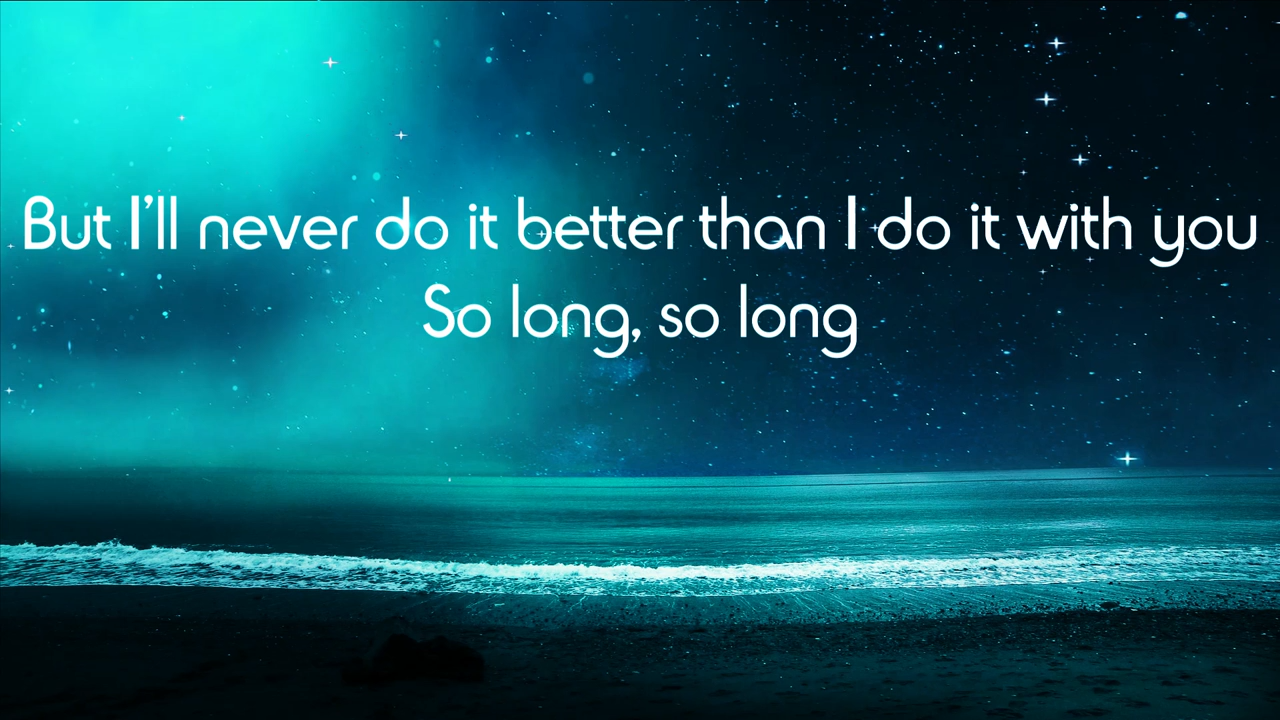 But I'll never do it better than I do it with you
So long, so long